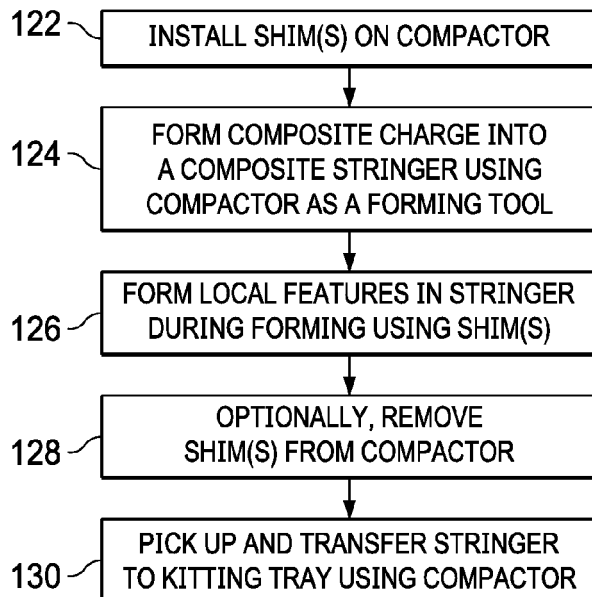 122
INSTALL SHIM(S) ON COMPACTOR
124
FORM COMPOSITE CHARGE INTO
A COMPOSITE STRINGER USING
COMPACTOR AS A FORMING TOOL
126
FORM LOCAL FEATURES IN STRINGER
DURING FORMING USING SHIM(S)
128
OPTIONALLY, REMOVE
SHIM(S) FROM COMPACTOR
130
PICK UP AND TRANSFER STRINGER
TO KITTING TRAY USING COMPACTOR